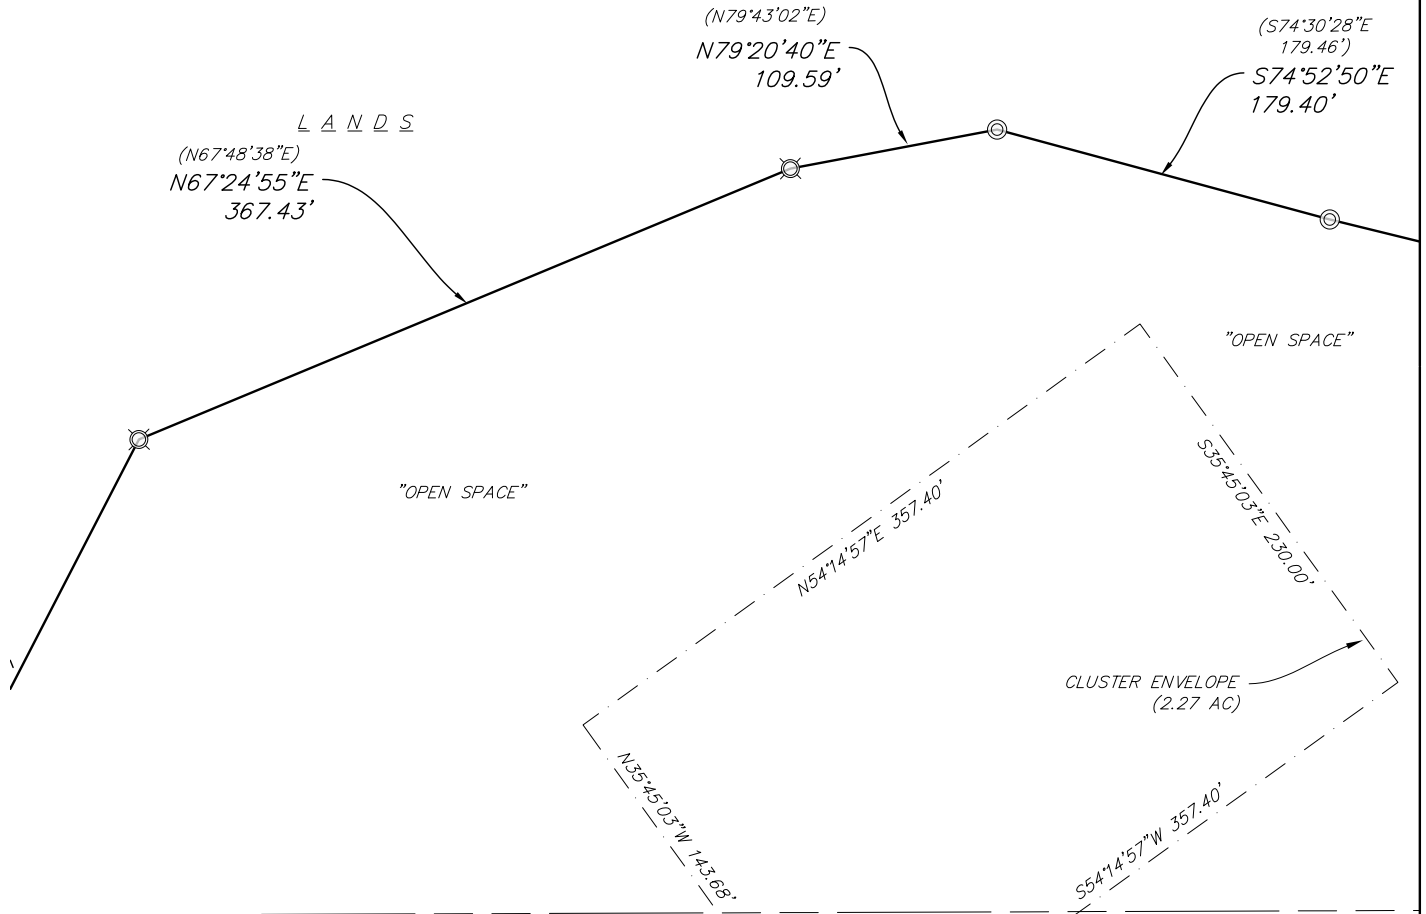 (N79°43'02"E)
N79°20'40"E
109.59'
(S74°30'28"E
179.46')
S74°52'50"E
179.40'
L A N D S
(N67°48'38"E)
N67°24'55"E
367.43'
"OPEN SPACE"
"OPEN SPACE"
N54°14'57"E 357.40'
S35°45'03"E 230.00'
CLUSTER ENVELOPE
(2.27 AC)
N35°45'03"W 143.68'
S54°14'57"W 357.40'